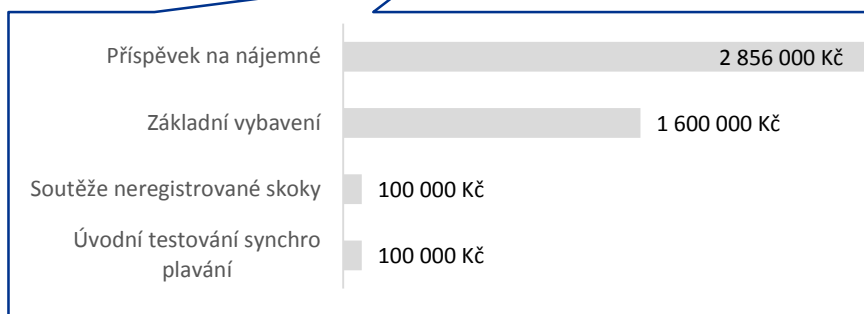 Příspěvek na nájemné
2 856 000 Kč
Základní vybavení
1 600 000 Kč
Soutěže neregistrované skoky
100 000 Kč
Úvodní testování synchro
plavání
100 000 Kč